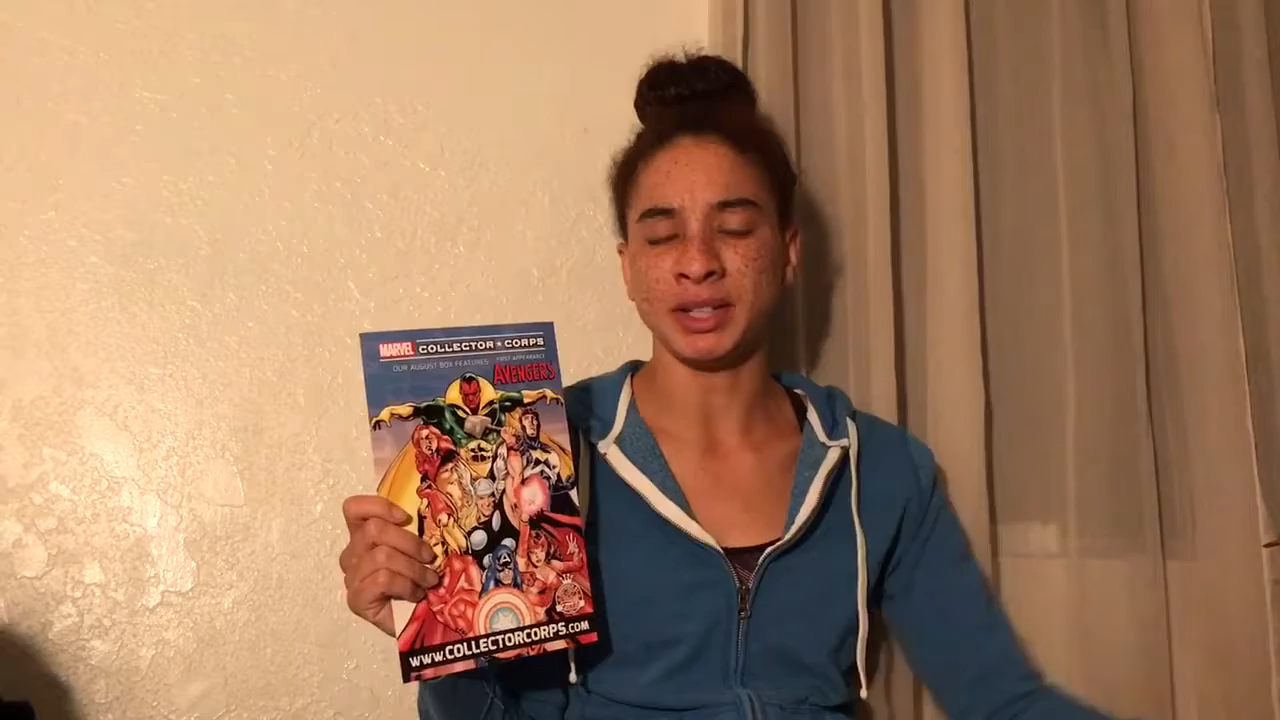 MARVEL COLLECTOR ★ CORPS
OUR AUGUST BOX FEATURES FIRST APPEARANCE
AVENGERS
WWW.COLLECTORCORPS.COM